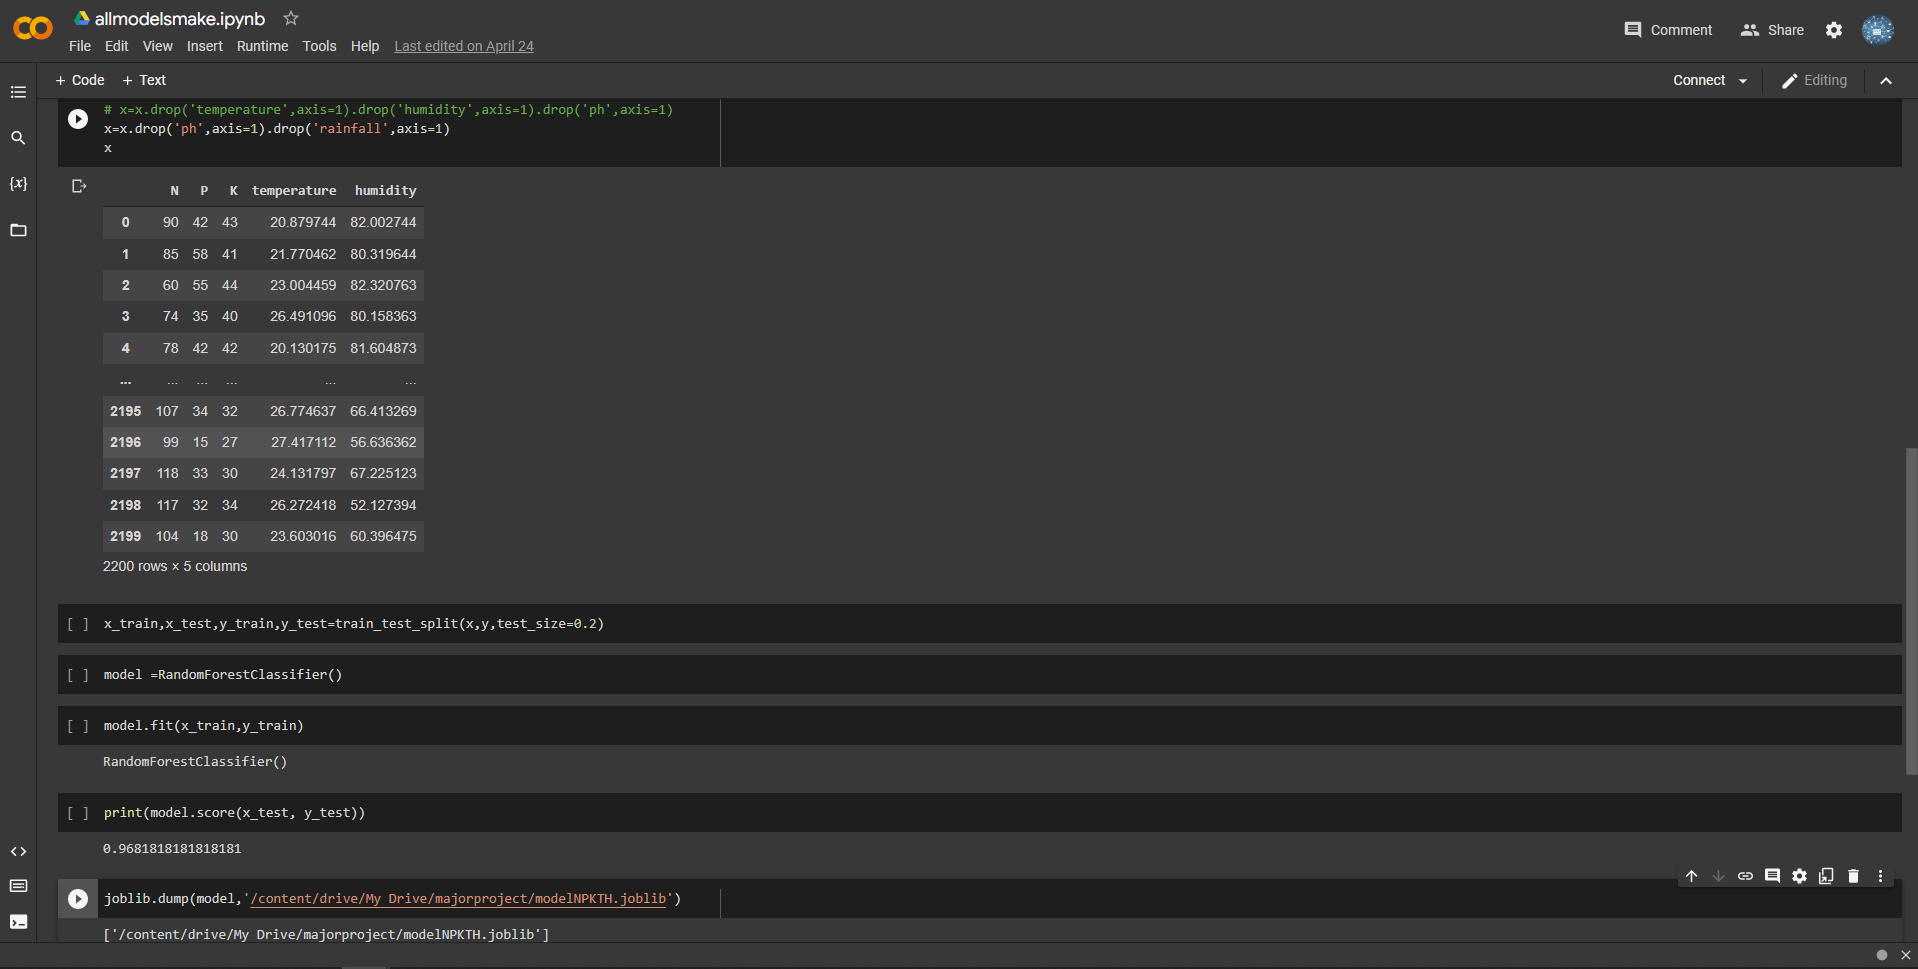 allmodelsmake.ipynb
File Edit View Insert Runtime Tools Help Last edited on April 24
Comment Share
+ Code + Text
Connect Editing
# x=x.drop('temperature',axis=1).drop('humidity',axis=1).drop('ph',axis=1)
x=x.drop('ph',axis=1).drop('rainfall',axis=1)
x
N P K temperature humidity
0 90 42 43 20.879744 82.002744
1 85 58 41 21.770462 80.319644
2 60 55 44 23.004459 82.320763
3 74 35 40 26.491096 80.158363
4 78 42 42 20.130175 81.604873
... ... ... ... ... ...
2195 107 34 32 26.774637 66.413269
2196 99 15 27 27.417112 56.636362
2197 118 33 30 24.131797 67.225123
2198 117 32 34 26.272418 52.127394
2199 104 18 30 23.603016 60.396475
2200 rows × 5 columns
[ ] x_train,x_test,y_train,y_test=train_test_split(x,y,test_size=0.2)
[ ] model =RandomForestClassifier()
[ ] model.fit(x_train,y_train)
RandomForestClassifier()
[ ] print(model.score(x_test, y_test))
0.9681818181818181
joblib.dump(model,'/content/drive/My Drive/majorproject/modelNPKTH.joblib')
['/content/drive/My Drive/majorproject/modelNPKTH.joblib']